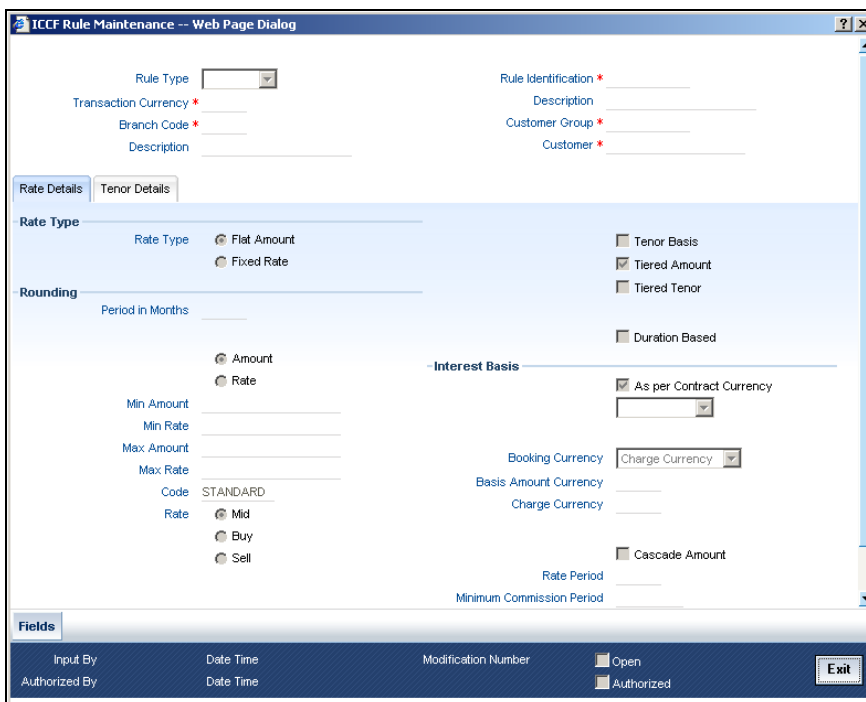 ICCF Rule Maintenance -- Web Page Dialog
Rule Type
Rule Identification *
Transaction Currency *
Description
Branch Code *
Customer Group *
Description
Customer *
Rate Details
Tenor Details
Rate Type
Rate Type
Flat Amount
Tenor Basis
Fixed Rate
Tiered Amount
Rounding
Tiered Tenor
Period in Months
Duration Based
Amount
Interest Basis
Rate
As per Contract Currency
Min Amount
Min Rate
Max Amount
Booking Currency Charge Currency
Max Rate
Basis Amount Currency
Code STANDARD
Charge Currency
Rate
Mid
Buy
Sell
Cascade Amount
Rate Period
Minimum Commission Period
Fields
Input By
Date Time
Modification Number
Open
Authorized By
Date Time
Authorized
Exit